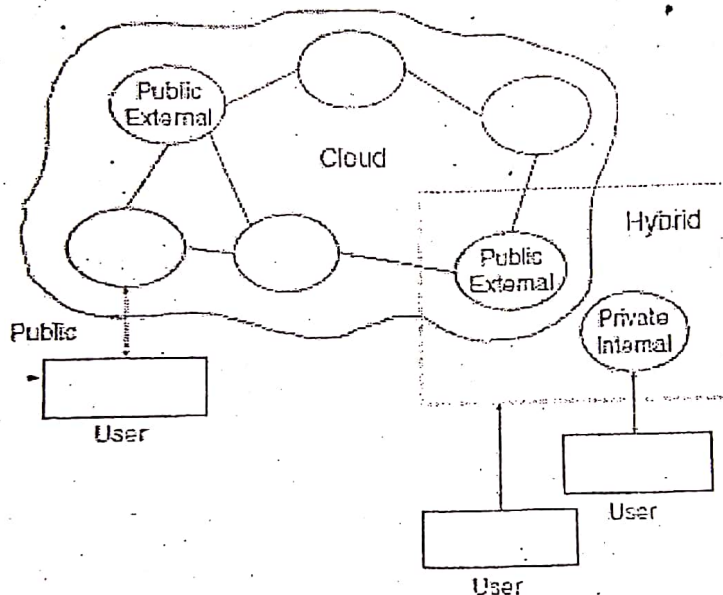 Public
External
Cloud
Hybrid
Public
External
Private
Internal
Public
User
User
User